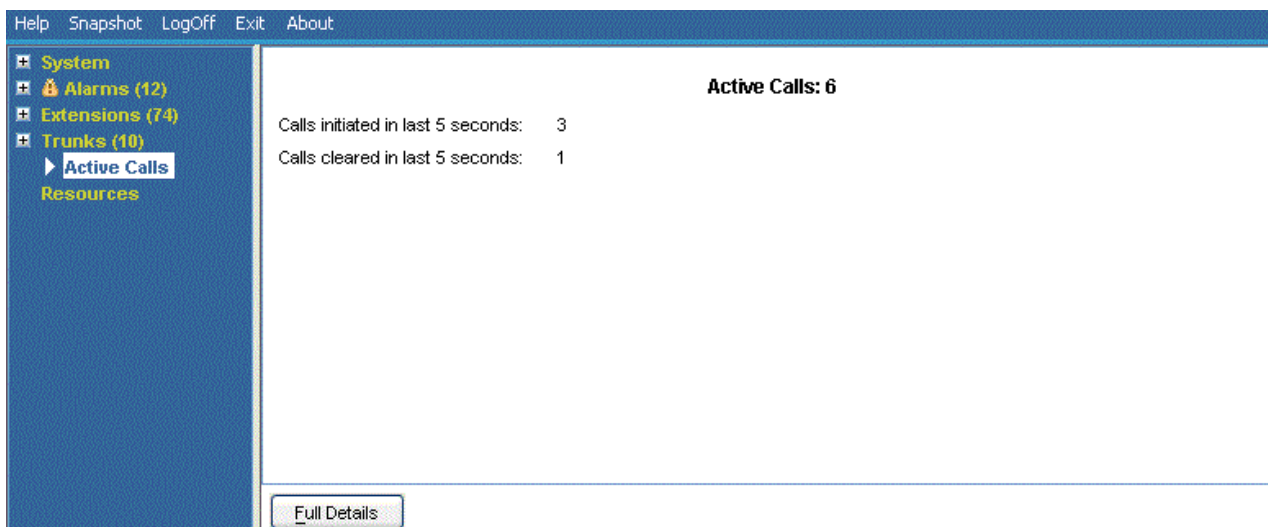 Help Snapshot LogOff Exit About
System
Alarms (12)
Extensions (74)
Trunks (10)
Active Calls
Resources
Active Calls: 6
Calls initiated in last 5 seconds: 3
Calls cleared in last 5 seconds: 1
Full Details